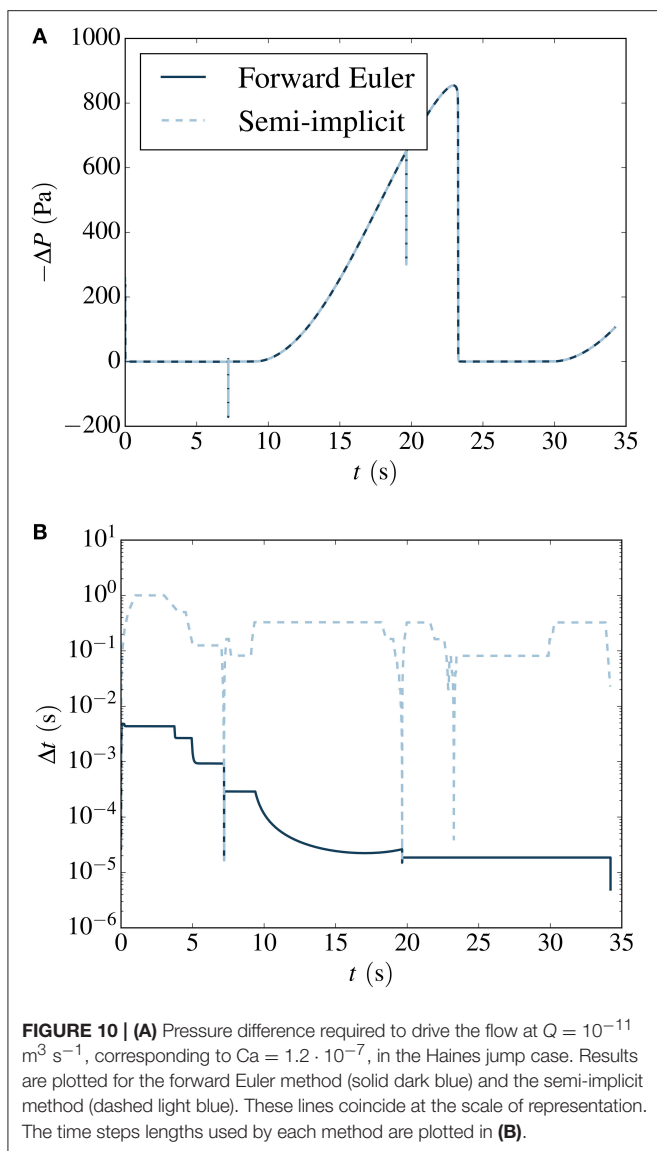 A
1000
800
600
400
200
0
−200
−ΔP (Pa)
Forward Euler
Semi-implicit
0 5 10 15 20 25 30 35
t (s)
B
10^1
10^0
10^−1
10^−2
10^−3
10^−4
10^−5
10^−6
Δt (s)
0 5 10 15 20 25 30 35
t (s)
FIGURE 10 | (A) Pressure difference required to drive the flow at Q = 10^−11
m^3 s^−1, corresponding to Ca = 1.2 · 10^−7, in the Haines jump case. Results
are plotted for the forward Euler method (solid dark blue) and the semi-implicit
method (dashed light blue). These lines coincide at the scale of representation.
The time steps lengths used by each method are plotted in (B).